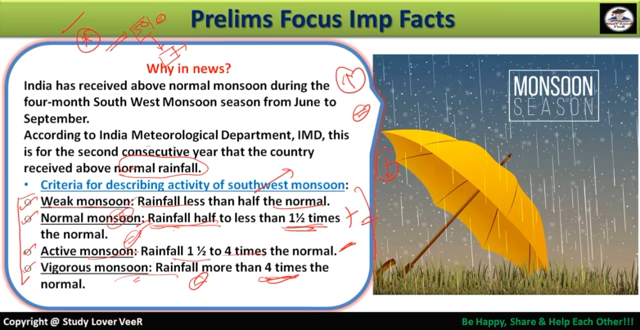 Prelims Focus Imp Facts
Why in news?
India has received above normal monsoon during the
four-month South West Monsoon season from June to
September.
According to India Meteorological Department, IMD, this
is for the second consecutive year that the country
received above normal rainfall.
• Criteria for describing activity of southwest monsoon:
Weak monsoon: Rainfall less than half the normal.
Normal monsoon: Rainfall half to less than 1½ times
the normal.
Active monsoon: Rainfall 1 ½ to 4 times the normal.
Vigorous monsoon: Rainfall more than 4 times the
normal.
MONSOON
SEASON
Copyright @ Study Lover VeeR
Be Happy, Share & Help Each Other!!!